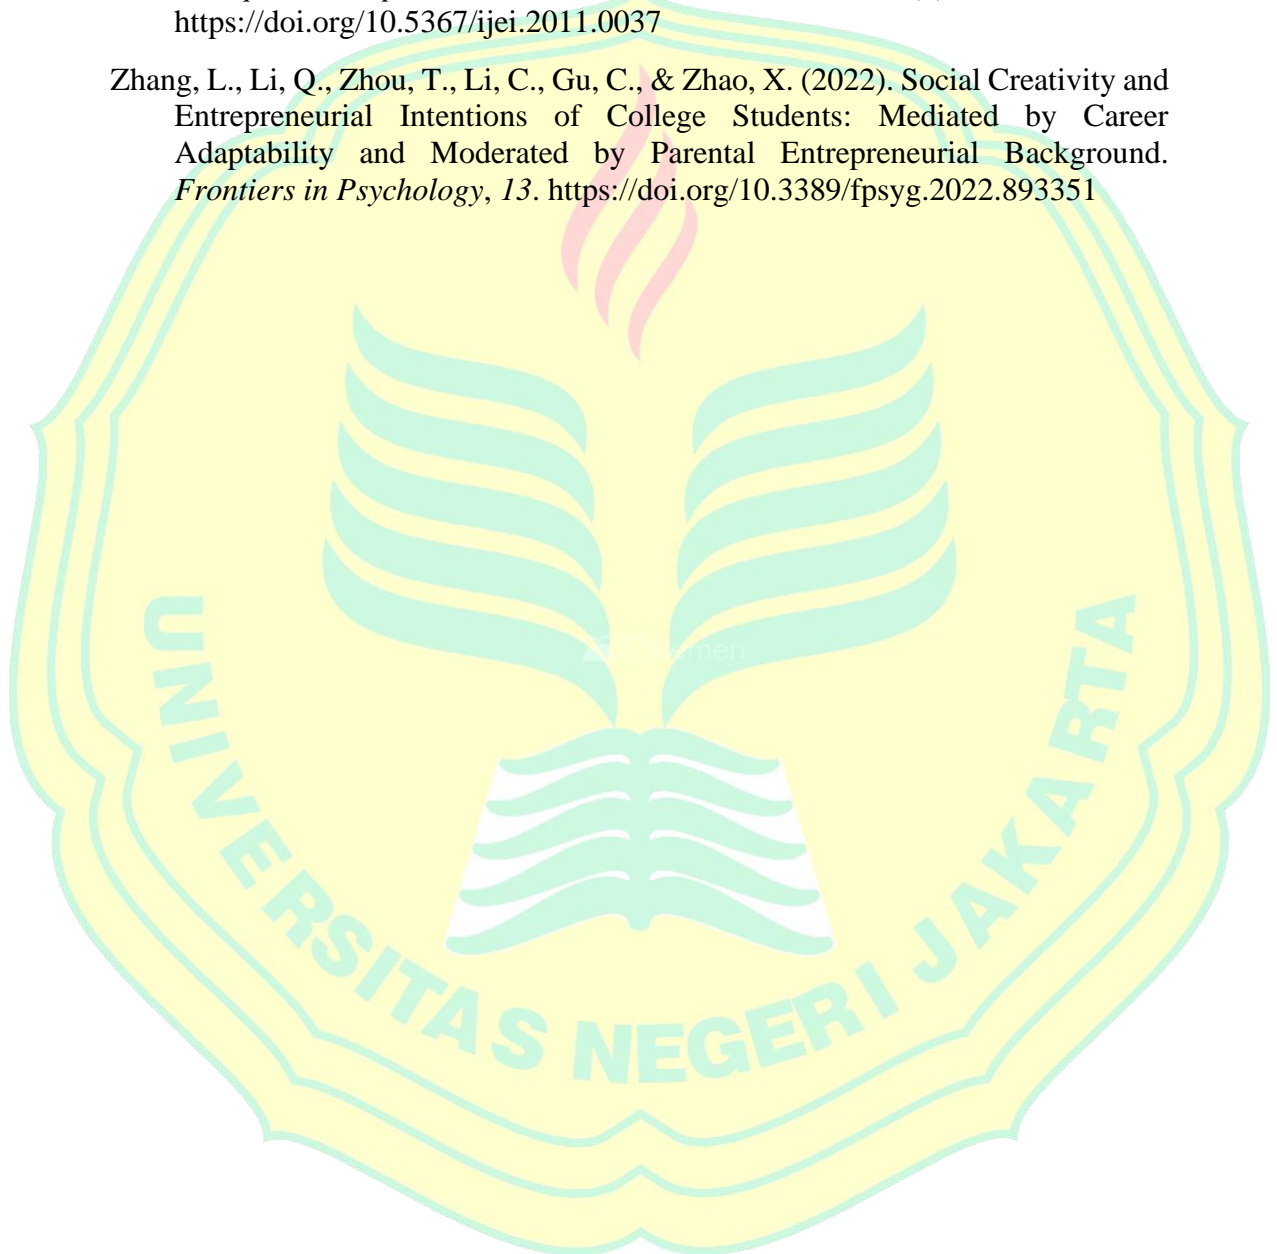 https://doi.org/10.5367/ijei.2011.0037
Zhang, L., Li, Q., Zhou, T., Li, C., Gu, C., & Zhao, X. (2022). Social Creativity and
Entrepreneurial Intentions of College Students: Mediated by Career
Adaptability and Moderated by Parental Entrepreneurial Background.
Frontiers in Psychology, 13. https://doi.org/10.3389/fpsyg.2022.893351
UNIVERSITAS NEGERI JAKARTA